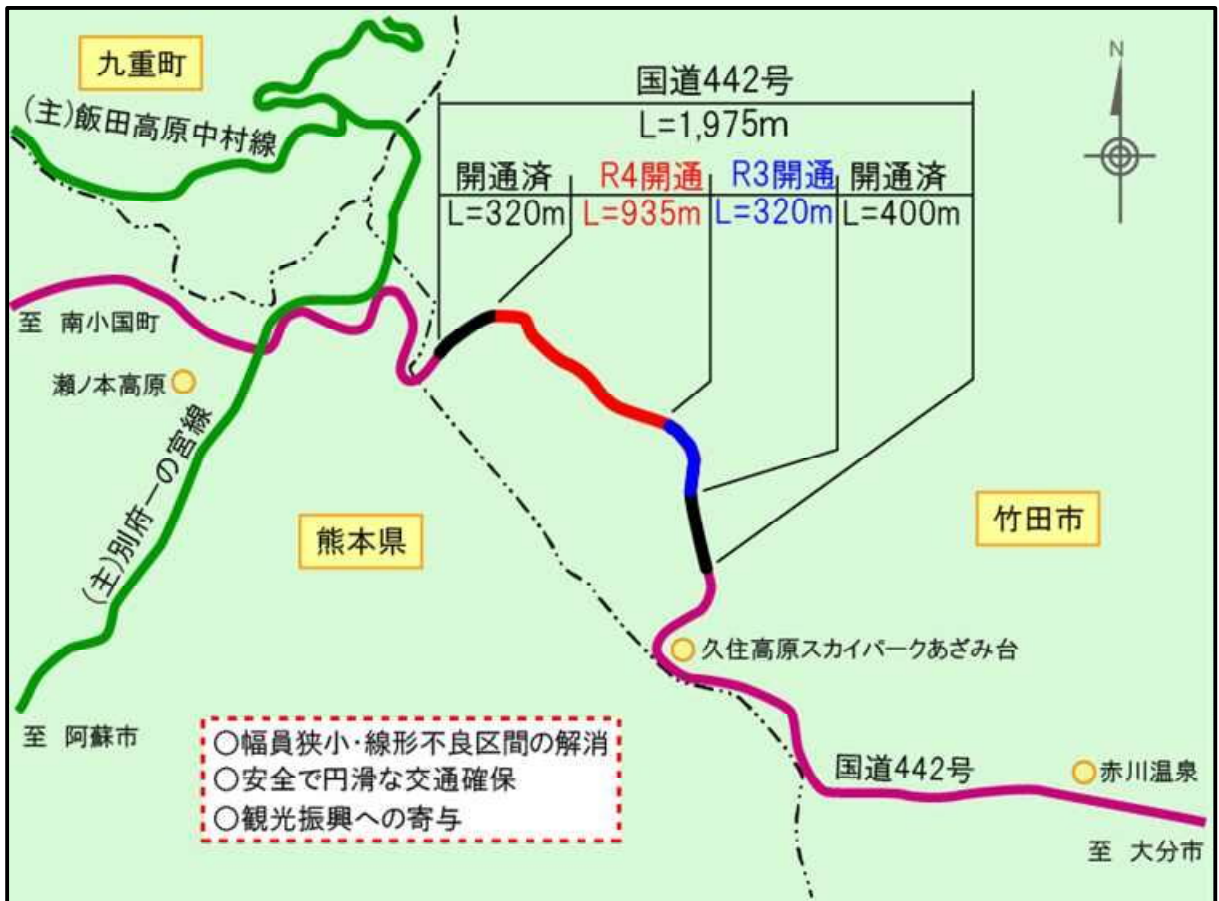 九重町
国道442号
N
L=1,975m
(主)飯田高原中村線
開通済
R4開通
R3開通
開通済
L=320m
L=935m
L=320m
L=400m
至 南小国町
瀬ノ本高原
(主)別府一の宮線
熊本県
竹田市
久住高原スカイパークあざみ台
至 阿蘇市
○幅員狭小・線形不良区間の解消
○安全で円滑な交通確保
○観光振興への寄与
国道442号
赤川温泉
至 大分市